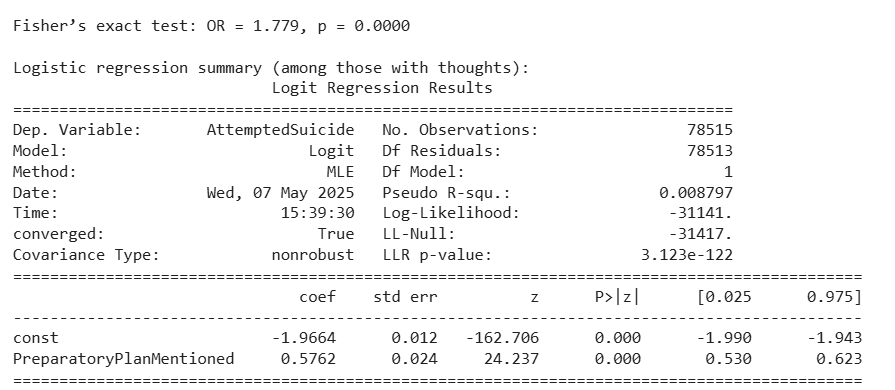 Fisher’s exact test: OR = 1.779, p = 0.0000
Logistic regression summary (among those with thoughts):
Logit Regression Results
==============================================================================
Dep. Variable: AttemptedSuicide No. Observations: 78515
Model: Logit Df Residuals: 78513
Method: MLE Df Model: 1
Date: Wed, 07 May 2025 Pseudo R-squ.: 0.008797
Time: 15:39:30 Log-Likelihood: -31141.
converged: True LL-Null: -31417.
Covariance Type: nonrobust LLR p-value: 3.123e-122
============================================================================================
coef std err z P>|z| [0.025 0.975]
--------------------------------------------------------------------------------------------
const -1.9664 0.012 -162.706 0.000 -1.990 -1.943
PreparatoryPlanMentioned 0.5762 0.024 24.237 0.000 0.530 0.623
============================================================================================